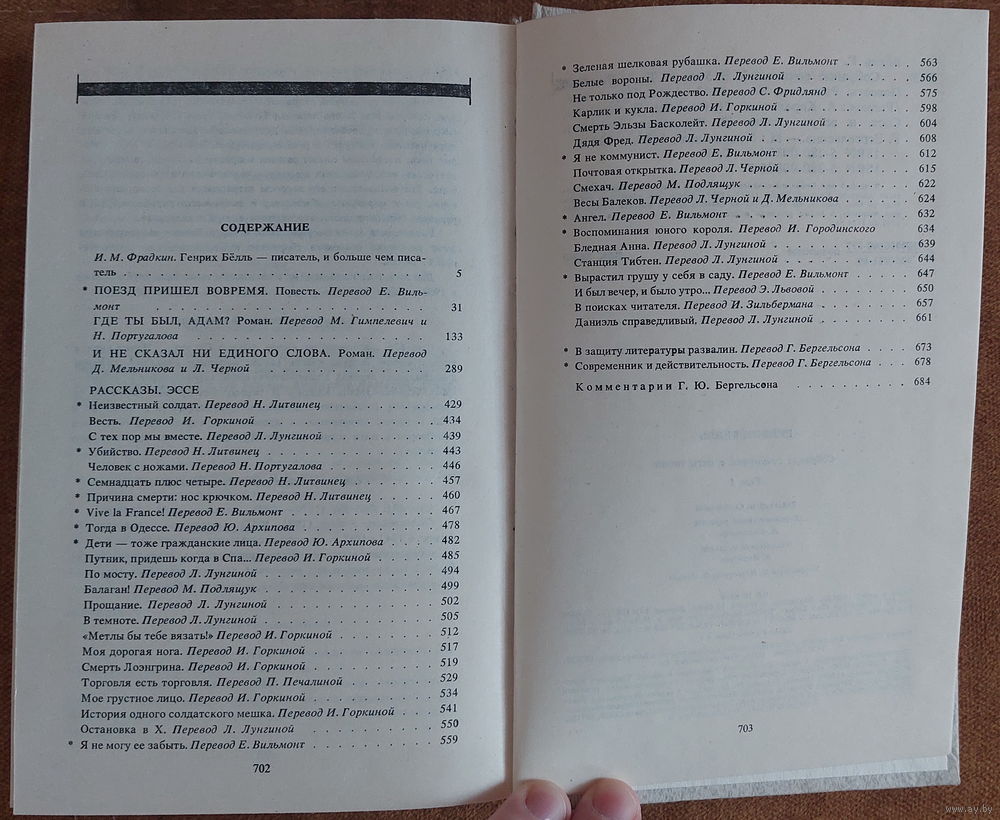 СОДЕРЖАНИЕ
И. М. Фрадкин. Генрих Бёлль — писатель, и больше чем писа-
тель . . . . . . . . . . . . . . . . . . . . 5
* ПОЕЗД ПРИШЕЛ ВОВРЕМЯ. Повесть. Перевод Е. Виль-
монт . . . . . . . . . . . . . . . . . . 31
ГДЕ ТЫ БЫЛ, АДАМ? Роман. Перевод М. Гимпелевич и
Н. Португалова . . . . . . . . . . . . . . . . 133
И НЕ СКАЗАЛ НИ ЕДИНОГО СЛОВА. Роман. Перевод
Д. Мельникова и Л. Черной . . . . . . . . . . . . 289
РАССКАЗЫ. ЭССЕ
* Неизвестный солдат. Перевод Н. Литвинец . . . . . . . . 429
Весть. Перевод И. Горкиной . . . . . . . . . . . . 434
С тех пор мы вместе. Перевод Л. Лунгиной . . . . . . . . 439
* Убийство. Перевод Н. Литвинец . . . . . . . . . . . 443
Человек с ножами. Перевод Н. Португалова . . . . . . . . 446
* Семнадцать плюс четыре. Перевод Н. Литвинец . . . . . . 457
* Причина смерти: нос крючком. Перевод Н. Литвинец . . . . 460
* Vive la France! Перевод Е. Вильмонт . . . . . . . . . . 467
* Тогда в Одессе. Перевод Ю. Архипова . . . . . . . . . 478
* Дети — тоже гражданские лица. Перевод Ю. Архипова . . . . 482
Путник, придешь когда в Спа... Перевод И. Горкиной . . . . 485
По мосту. Перевод Л. Лунгиной . . . . . . . . . . . 494
Балаган! Перевод М. Подлящук . . . . . . . . . . . 499
Прощание. Перевод Л. Лунгиной . . . . . . . . . . . 502
В темноте. Перевод Л. Лунгиной . . . . . . . . . . . 505
«Метлы бы тебе вязать!» Перевод И. Горкиной . . . . . . . 512
Моя дорогая нога. Перевод И. Горкиной . . . . . . . . . 517
Смерть Лоэнгрина. Перевод И. Горкиной . . . . . . . . . 519
Торговля есть торговля. Перевод П. Печалиной . . . . . . . 529
Мое грустное лицо. Перевод И. Горкиной . . . . . . . . . 534
История одного солдатского мешка. Перевод И. Горкиной . . . 541
Остановка в X. Перевод Л. Лунгиной . . . . . . . . . . 550
* Я не могу ее забыть. Перевод Е. Вильмонт . . . . . . . . 559
702
* Зеленая шелковая рубашка. Перевод Е. Вильмонт . . . . . 563
Белые вороны. Перевод Л. Лунгиной . . . . . . . . . 566
Не только под Рождество. Перевод С. Фридлянд . . . . . . 575
Карлик и кукла. Перевод И. Горкиной . . . . . . . . . 598
Смерть Эльзы Басколейт. Перевод Л. Лунгиной . . . . . . 604
Дядя Фред. Перевод Л. Лунгиной . . . . . . . . . . 608
* Я не коммунист. Перевод Е. Вильмонт . . . . . . . . . 612
Почтовая открытка. Перевод Л. Черной . . . . . . . . . 615
Смехач. Перевод М. Подлящук . . . . . . . . . . . 622
Весы Балеков. Перевод Л. Черной и Д. Мельникова . . . . . 624
* Ангел. Перевод Е. Вильмонт . . . . . . . . . . . . 632
* Воспоминания юного короля. Перевод И. Городинского 634
Бледная Анна. Перевод Л. Лунгиной . . . . . . . . . 639
Станция Тибтен. Перевод Л. Лунгиной . . . . . . . . . 644
* Вырастил грушу у себя в саду. Перевод Е. Вильмонт . . . . 647
И был вечер, и было утро... Перевод Э. Львовой . . . . . . 650
В поисках читателя. Перевод И. Зильбермана . . . . . . . 657
Даниэль справедливый. Перевод Л. Лунгиной . . . . . . . 661
* В защиту литературы развалин. Перевод Г. Бергельсона . . . . 673
* Современник и действительность. Перевод Г. Бергельсона . . . 678
Комментарии Г. Ю. Бергельсона . . . . . . . . . 684
703
www.ay.by